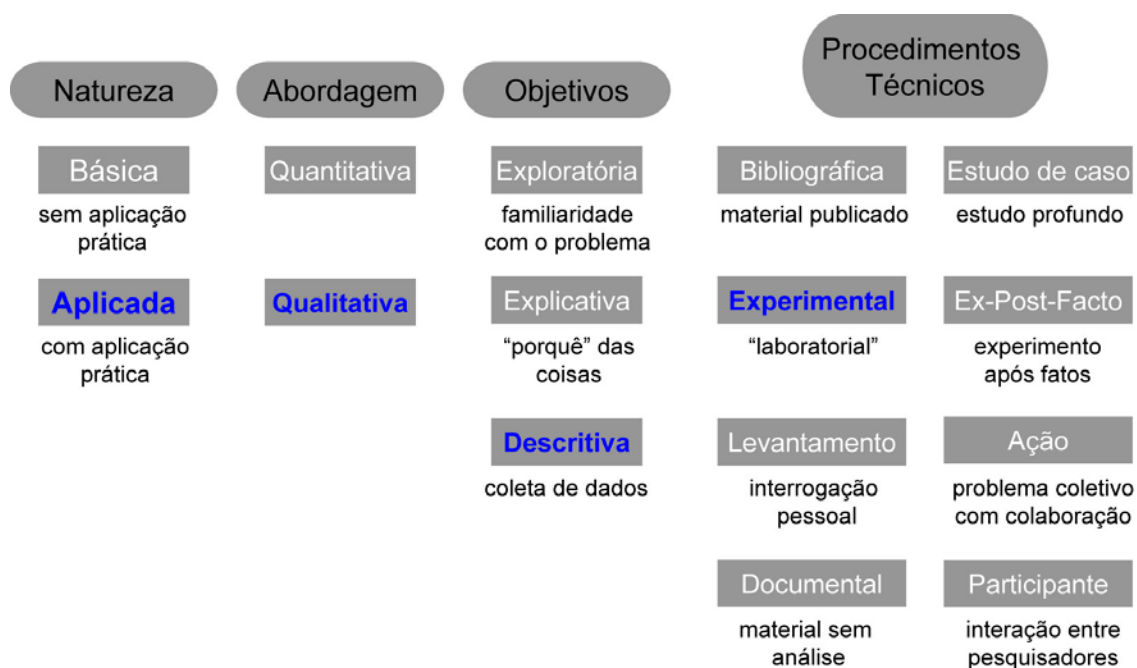 Natureza
Abordagem
Objetivos
Procedimentos
Técnicos
Básica
sem aplicação
prática
Aplicada
com aplicação
prática
Quantitativa
Qualitativa
Exploratória
familiaridade
com o problema
Explicativa
“porquê” das
coisas
Descritiva
coleta de dados
Bibliográfica
material publicado
Experimental
“laboratorial”
Levantamento
interrogação
pessoal
Documental
material sem
análise
Estudo de caso
estudo profundo
Ex-Post-Facto
experimento
após fatos
Ação
problema coletivo
com colaboração
Participante
interação entre
pesquisadores